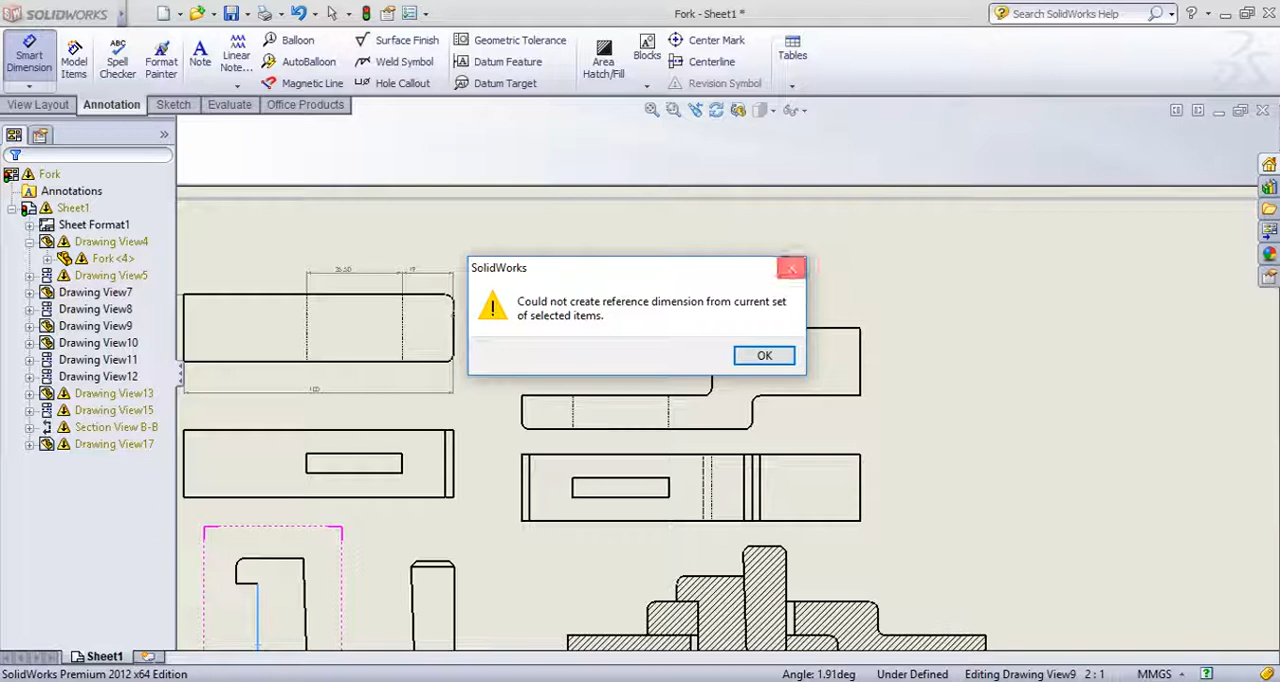 SOLIDWORKS
Fork - Sheet1 *
Search SolidWorks Help
Smart Dimension
Model Items
Spell Checker
Format Painter
Note
Linear Note...
Balloon
AutoBalloon
Magnetic Line
Surface Finish
Weld Symbol
Hole Callout
Geometric Tolerance
Datum Feature
Datum Target
Area Hatch/Fill
Blocks
Center Mark
Centerline
Revision Symbol
Tables
View Layout
Annotation
Sketch
Evaluate
Office Products
Fork
Annotations
Sheet1
Sheet Format1
Drawing View4
Fork <4>
Drawing View5
Drawing View7
Drawing View8
Drawing View9
Drawing View10
Drawing View11
Drawing View12
Drawing View13
Drawing View15
Section View B-B
Drawing View17
SolidWorks
Could not create reference dimension from current set
of selected items.
OK
Sheet1
SolidWorks Premium 2012 x64 Edition
Angle: 1.91deg
Under Defined
Editing Drawing View9
2 : 1
MMGS